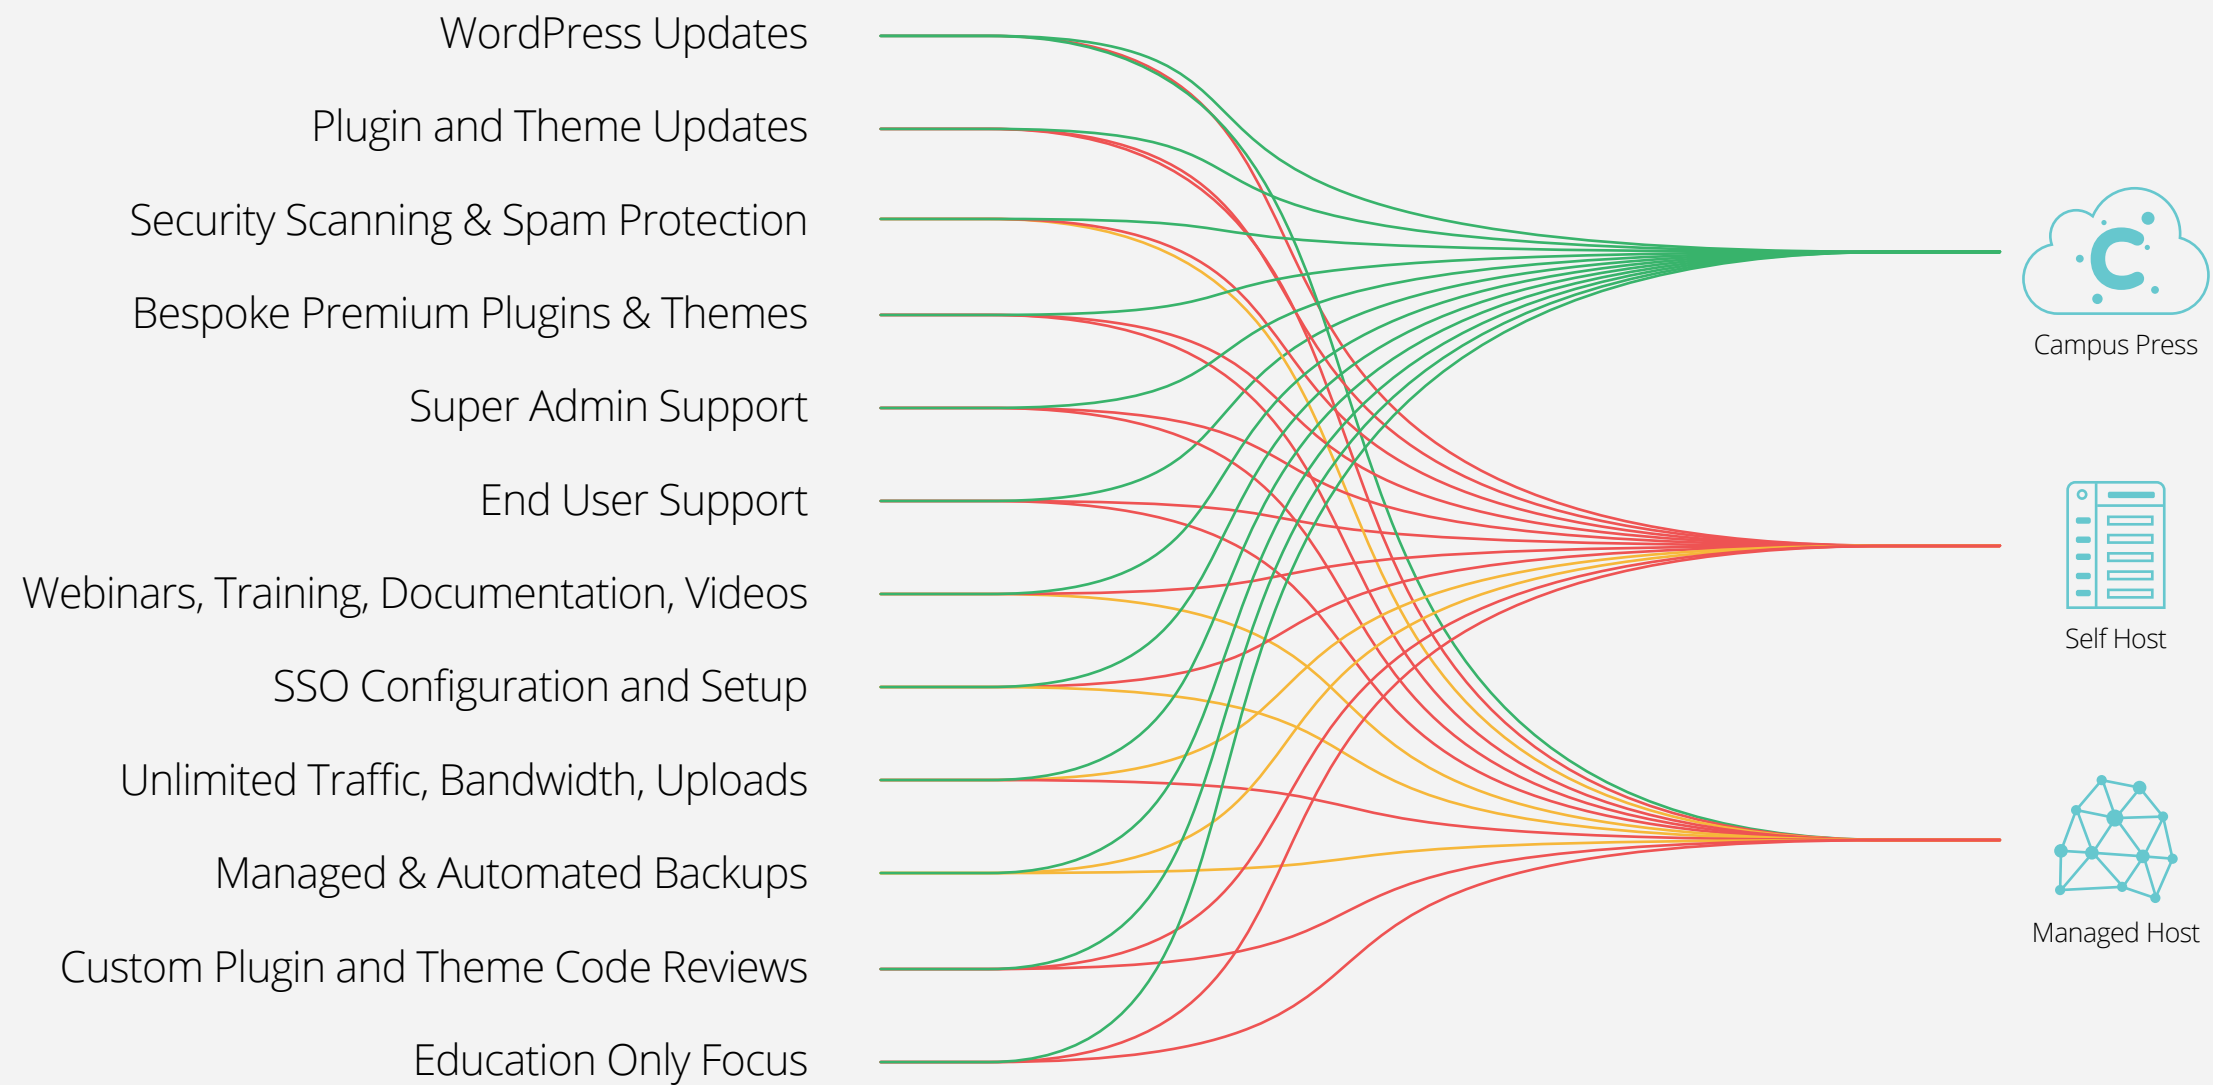 WordPress Updates
Plugin and Theme Updates
Security Scanning & Spam Protection
Bespoke Premium Plugins & Themes
Super Admin Support
End User Support
Webinars, Training, Documentation, Videos
SSO Configuration and Setup
Unlimited Traffic, Bandwidth, Uploads
Managed & Automated Backups
Custom Plugin and Theme Code Reviews
Education Only Focus
C
Campus Press
Self Host
Managed Host